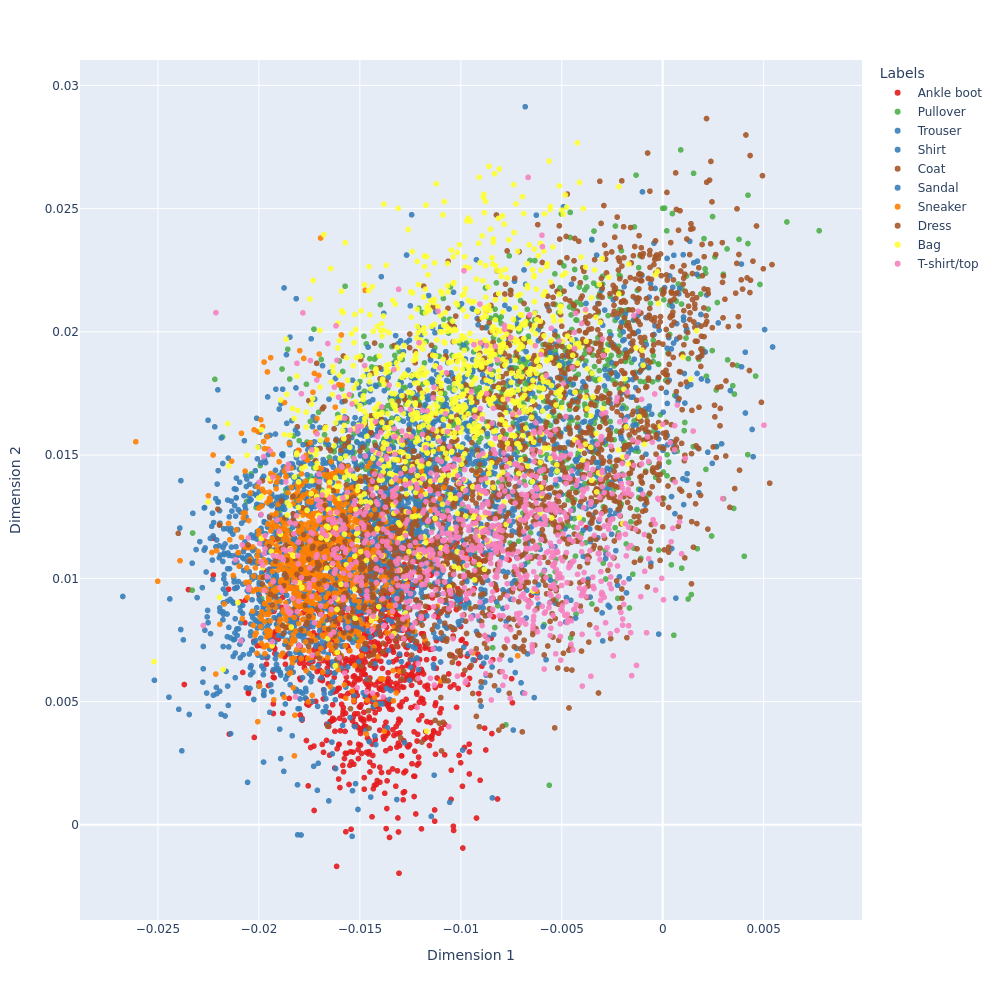 Labels
Ankle boot
Pullover
Trouser
Shirt
Coat
Sandal
Sneaker
Dress
Bag
T-shirt/top
0.03
0.025
0.02
0.015
0.01
0.005
0
Dimension 2
−0.025 −0.02 −0.015 −0.01 −0.005 0 0.005
Dimension 1